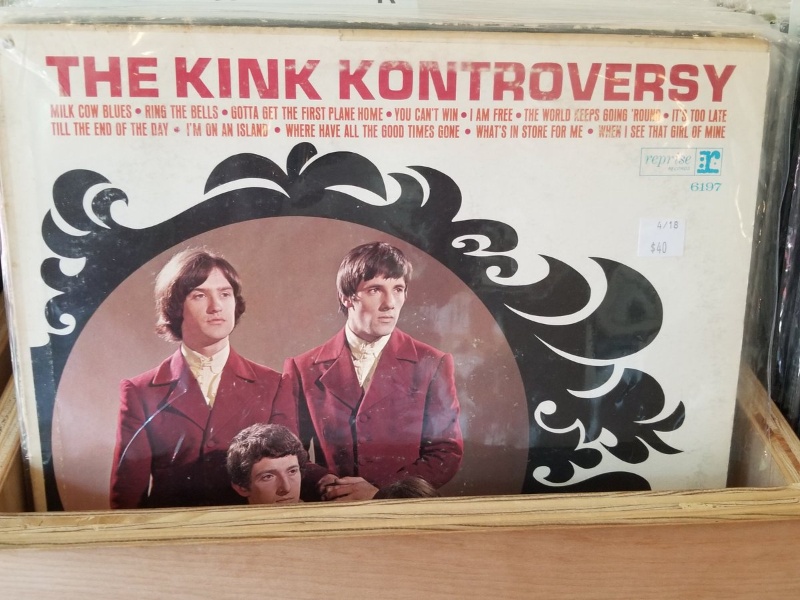 THE KINK KONTROVERSY
MILK COW BLUES • RING THE BELLS • GOTTA GET THE FIRST PLANE HOME • YOU CAN'T WIN • I AM FREE • THE WORLD KEEPS GOING 'ROUND • IT'S TOO LATE
TILL THE END OF THE DAY • I'M ON AN ISLAND • WHERE HAVE ALL THE GOOD TIMES GONE • WHAT'S IN STORE FOR ME • WHEN I SEE THAT GIRL OF MINE
reprise r:
6197
4/18
$40